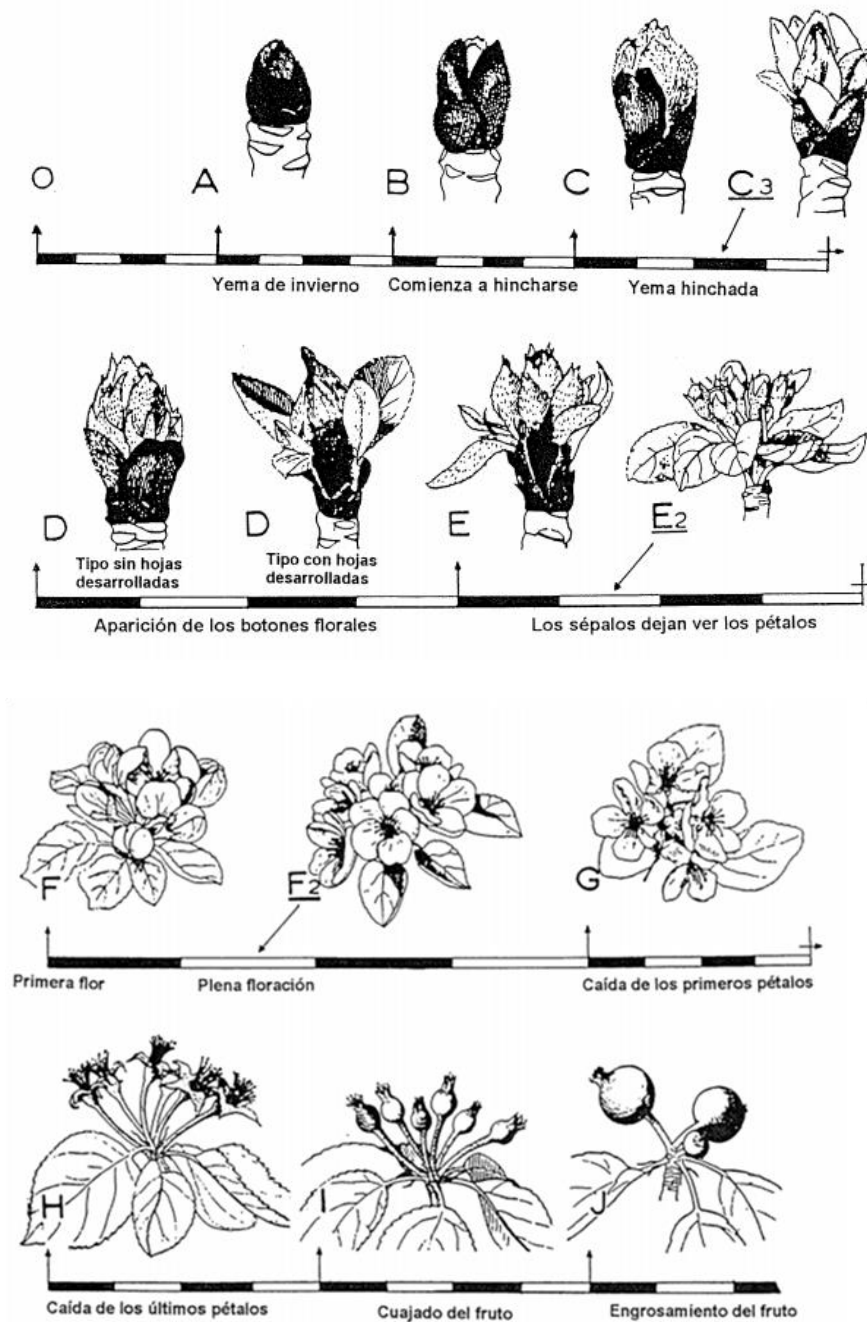 O A B C C3
Yema de invierno Comienza a hincharse Yema hinchada
D D E E2
Tipo sin hojas
desarrolladas
Tipo con hojas
desarrolladas
Aparición de los botones florales Los sépalos dejan ver los pétalos
F F2 G
Primera flor Plena floración Caída de los primeros pétalos
H I J
Caída de los últimos pétalos Cuajado del fruto Engrosamiento del fruto